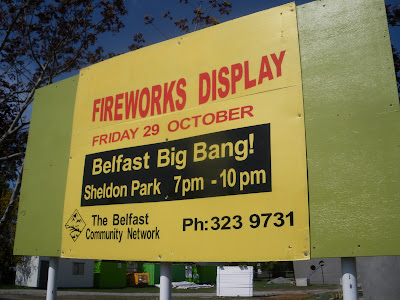 FIREWORKS DISPLAY
FRIDAY 29 OCTOBER
Belfast Big Bang!
Sheldon Park 7pm - 10pm
The Belfast
Community Network
Ph: 323 9731